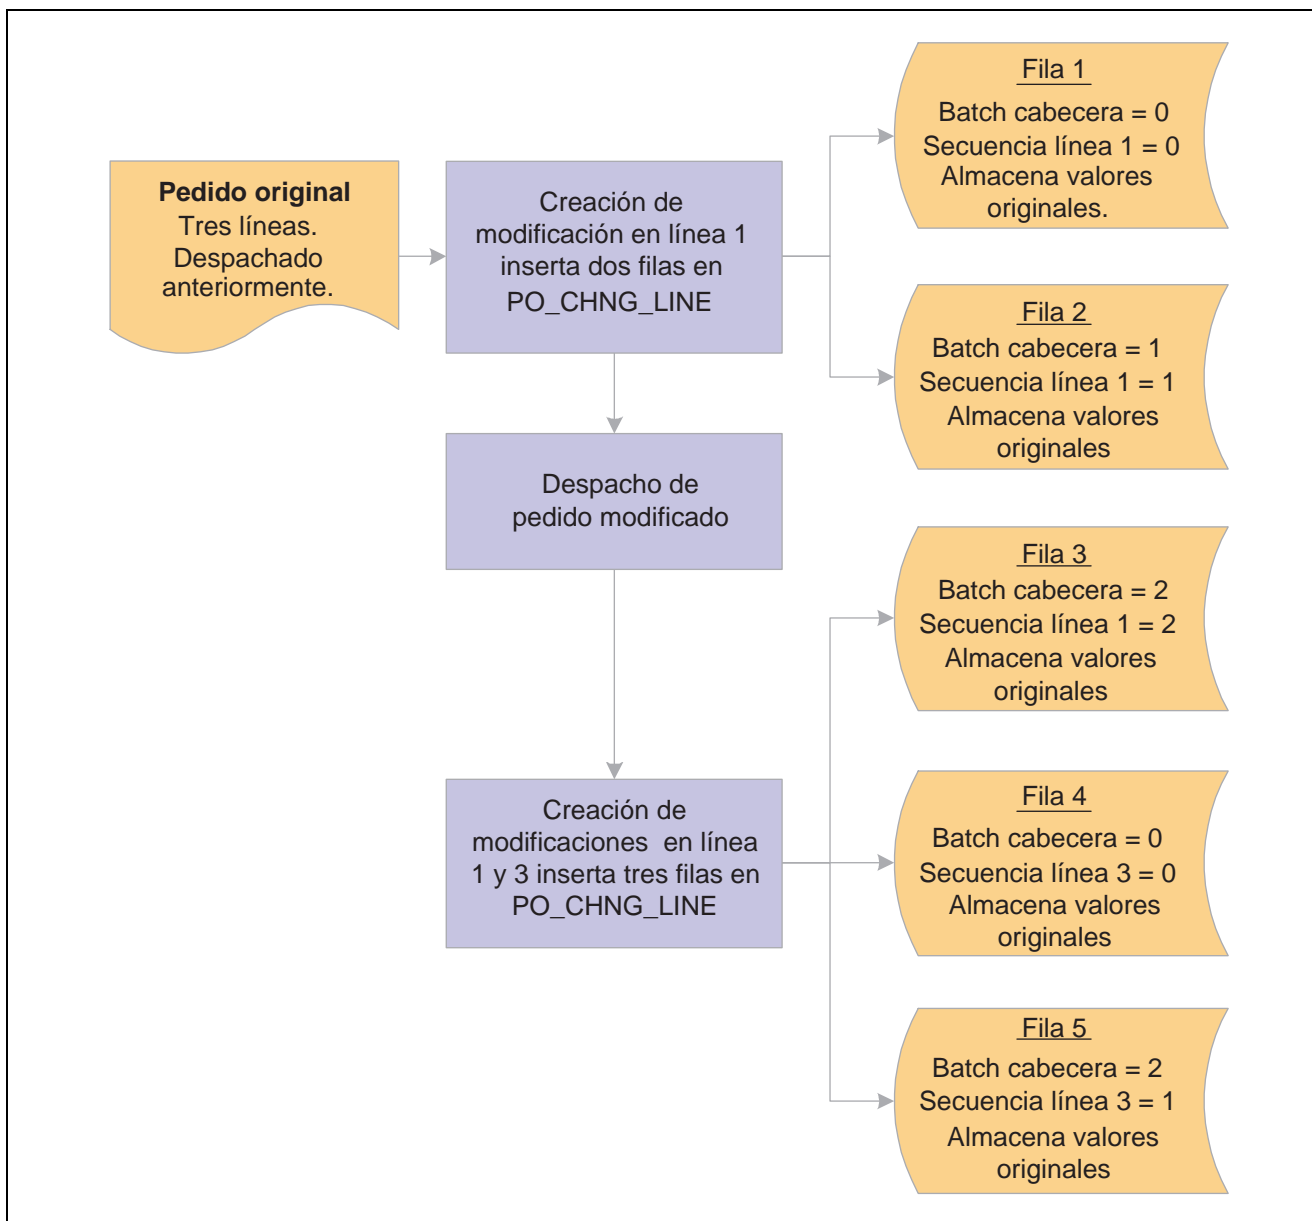 Pedido original
Tres líneas.
Despachado
anteriormente.
Creación de
modificación en línea 1
inserta dos filas en
PO_CHNG_LINE
Fila 1
Batch cabecera = 0
Secuencia línea 1 = 0
Almacena valores
originales.
Fila 2
Batch cabecera = 1
Secuencia línea 1 = 1
Almacena valores
originales
Despacho de
pedido modificado
Creación de
modificaciones en línea
1 y 3 inserta tres filas en
PO_CHNG_LINE
Fila 3
Batch cabecera = 2
Secuencia línea 1 = 2
Almacena valores
originales
Fila 4
Batch cabecera = 0
Secuencia línea 3 = 0
Almacena valores
originales
Fila 5
Batch cabecera = 2
Secuencia línea 3 = 1
Almacena valores
originales